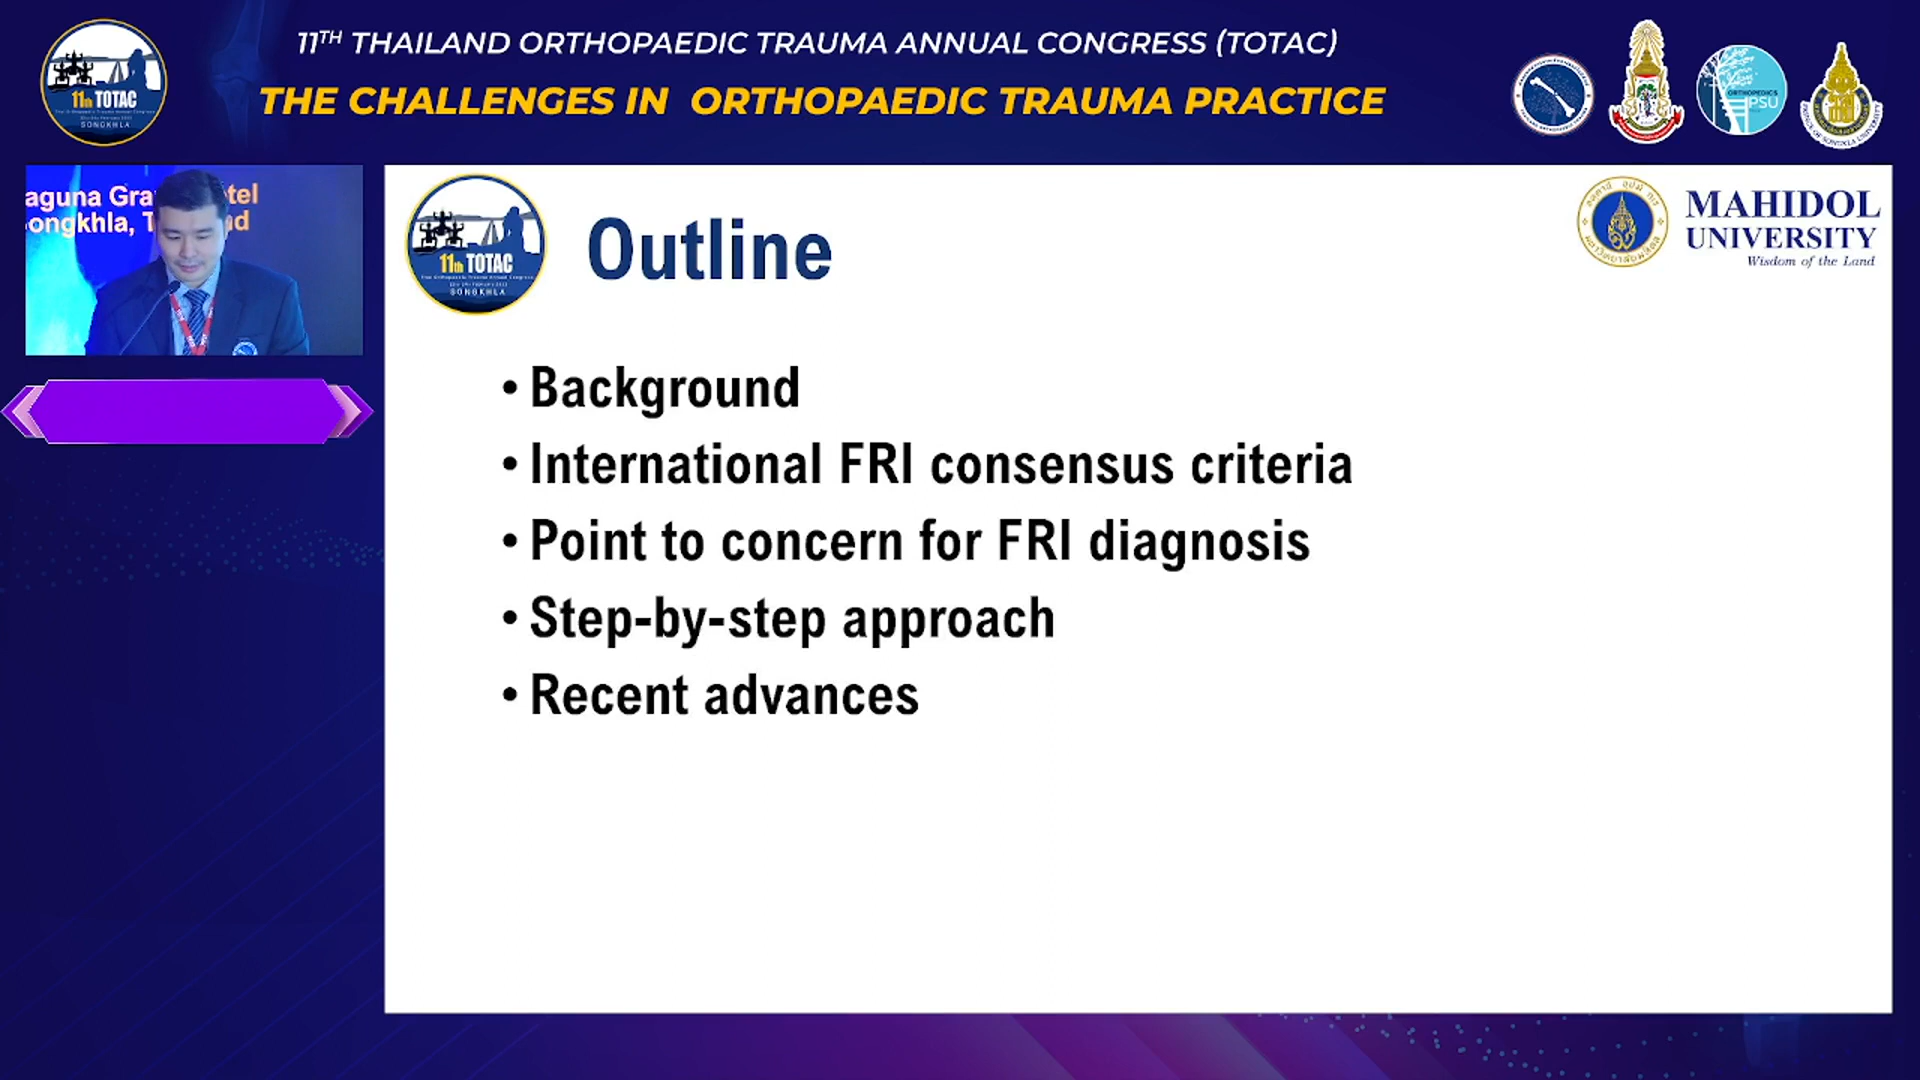 11TH THAILAND ORTHOPAEDIC TRAUMA ANNUAL CONGRESS (TOTAC)
THE CHALLENGES IN ORTHOPAEDIC TRAUMA PRACTICE
11th TOTAC
SONGKHLA
ORTHOPEDICS
PSU
aguna Gra tel
ongkhla, T d
11th TOTAC
SONGKHLA
Outline
MAHIDOL
UNIVERSITY
Wisdom of the Land
• Background
• International FRI consensus criteria
• Point to concern for FRI diagnosis
• Step-by-step approach
• Recent advances